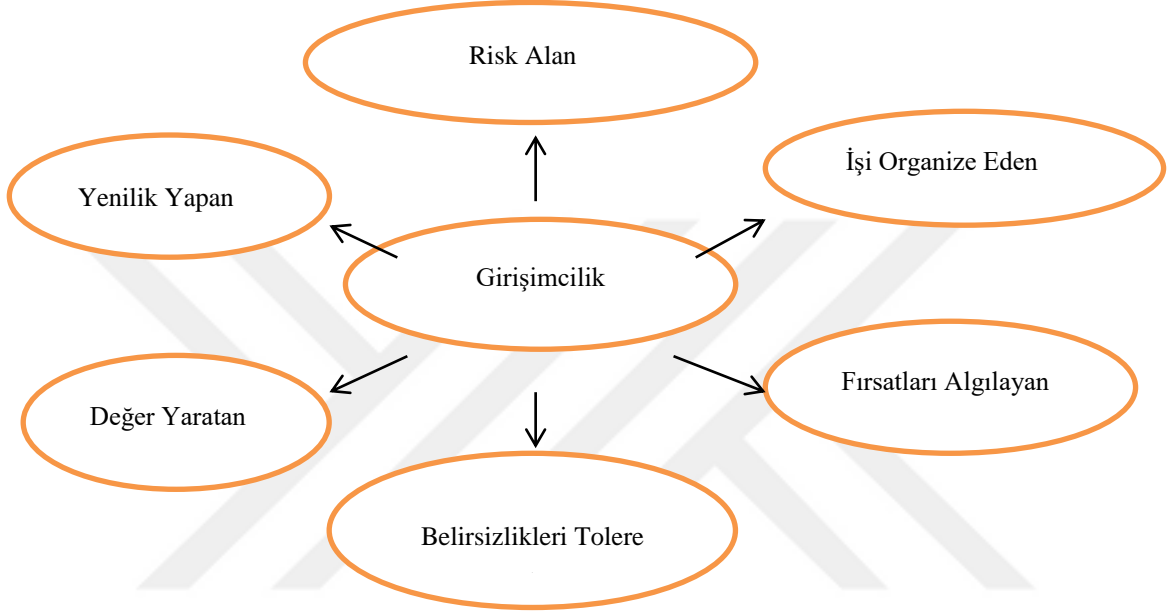 Risk Alan
İşi Organize Eden
Yenilik Yapan
Girişimcilik
Fırsatları Algılayan
Değer Yaratan
Belirsizlikleri Tolere